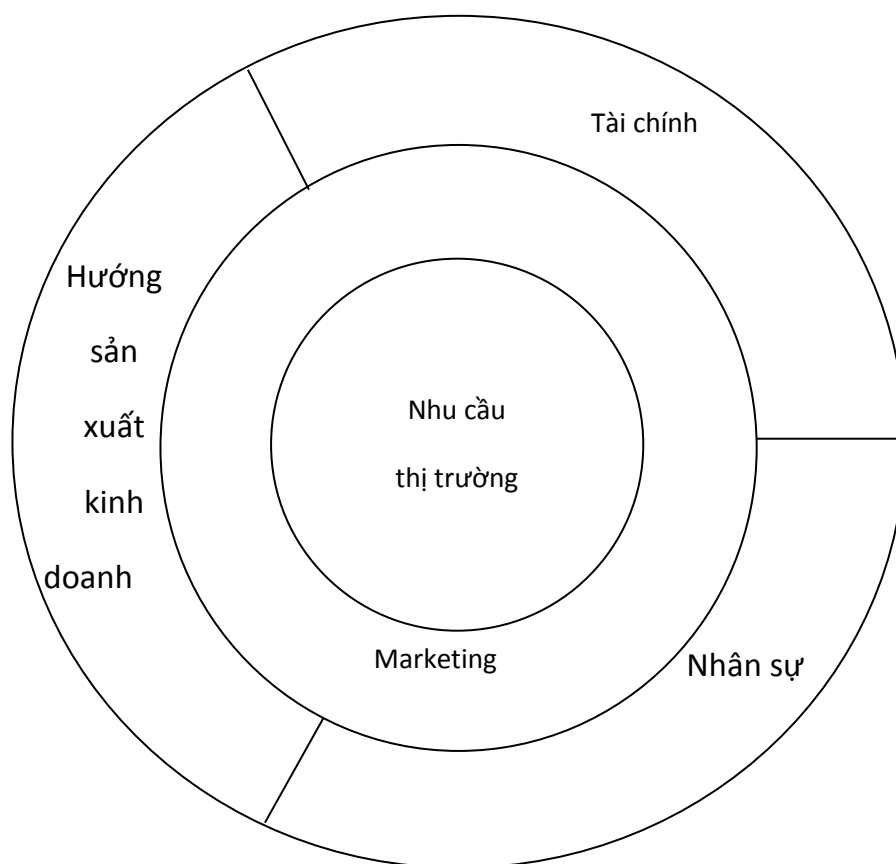 Tài chính
Hướng
sản
xuất
kinh
doanh
Nhu cầu
thị trường
Marketing
Nhân sự